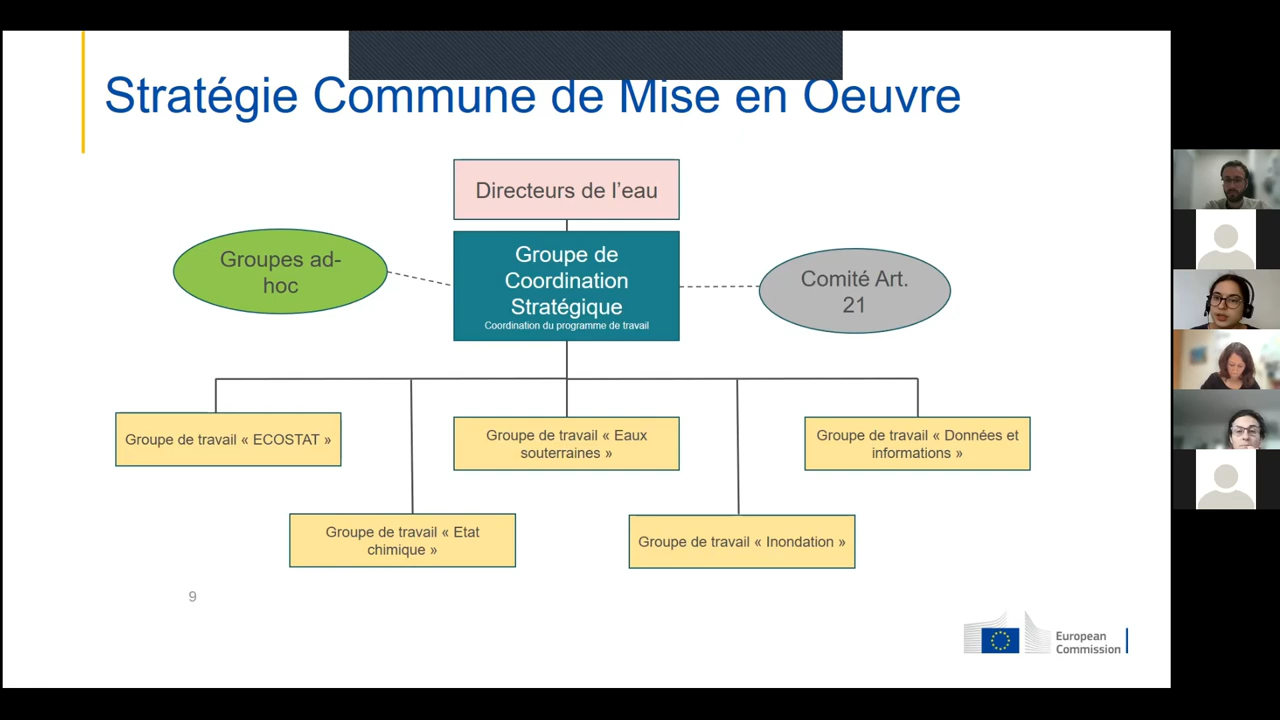 Stratégie Commune de Mise en Oeuvre
Directeurs de l’eau
Groupes ad-
hoc
Groupe de
Coordination
Stratégique
Coordination du programme de travail
Comité Art.
21
Groupe de travail « ECOSTAT »
Groupe de travail « Eaux
souterraines »
Groupe de travail « Données et
informations »
Groupe de travail « Etat
chimique »
Groupe de travail « Inondation »
9
European
Commission